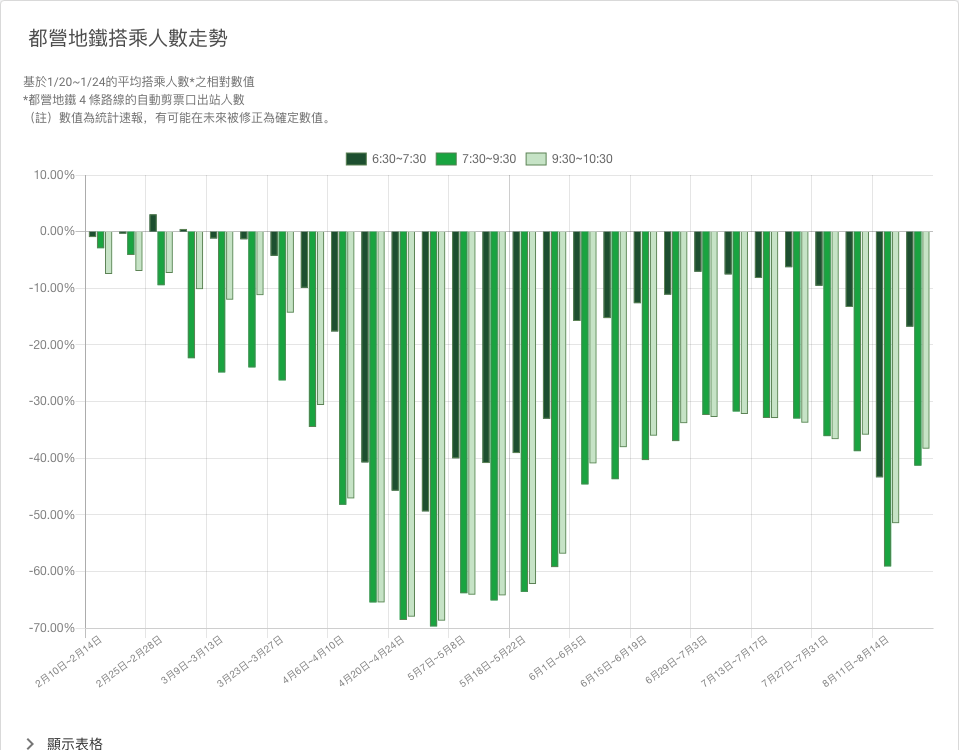 都營地鐵搭乘人數走勢
基於1/20~1/24的平均搭乘人數*之相對數值
*都營地鐵 4 條路線的自動剪票口出站人數
（註）數值為統計速報，有可能在未來被修正為確定數值。
6:30~7:30 7:30~9:30 9:30~10:30
10.00%
0.00%
-10.00%
-20.00%
-30.00%
-40.00%
-50.00%
-60.00%
-70.00%
2月10日~2月14日
2月25日~2月28日
3月9日~3月13日
3月23日~3月27日
4月6日~4月10日
4月20日~4月24日
5月7日~5月8日
5月18日~5月22日
6月1日~6月5日
6月15日~6月19日
6月29日~7月3日
7月13日~7月17日
7月27日~7月31日
8月11日~8月14日
顯示表格